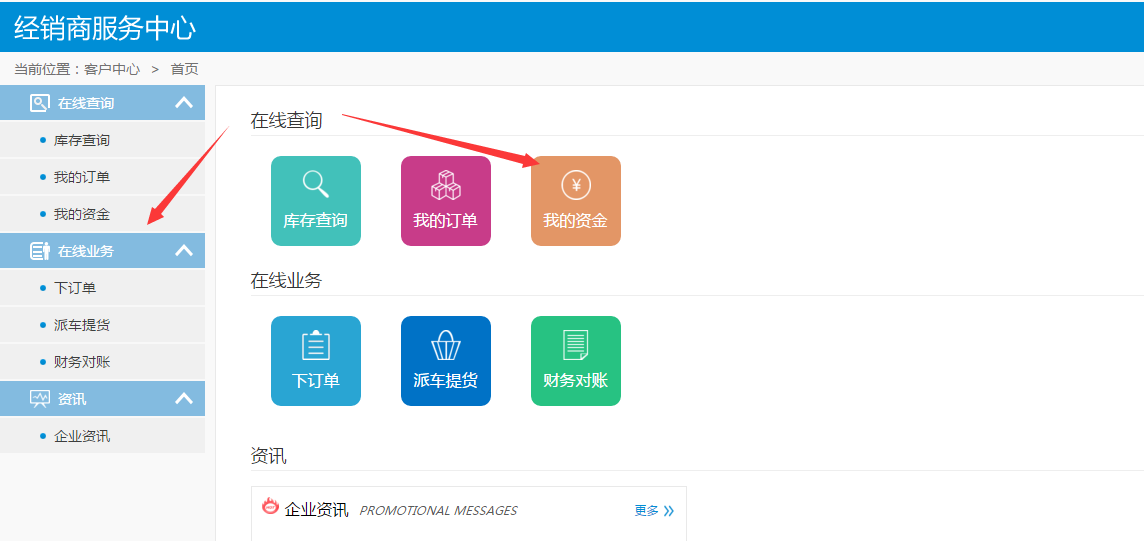 经销商服务中心
当前位置：客户中心 > 首页
在线查询
库存查询
我的订单
我的资金
在线业务
下订单
派车提货
财务对账
资讯
企业资讯
在线查询
库存查询
我的订单
¥
我的资金
在线业务
下订单
派车提货
财务对账
资讯
企业资讯 PROMOTIONAL MESSAGES 更多